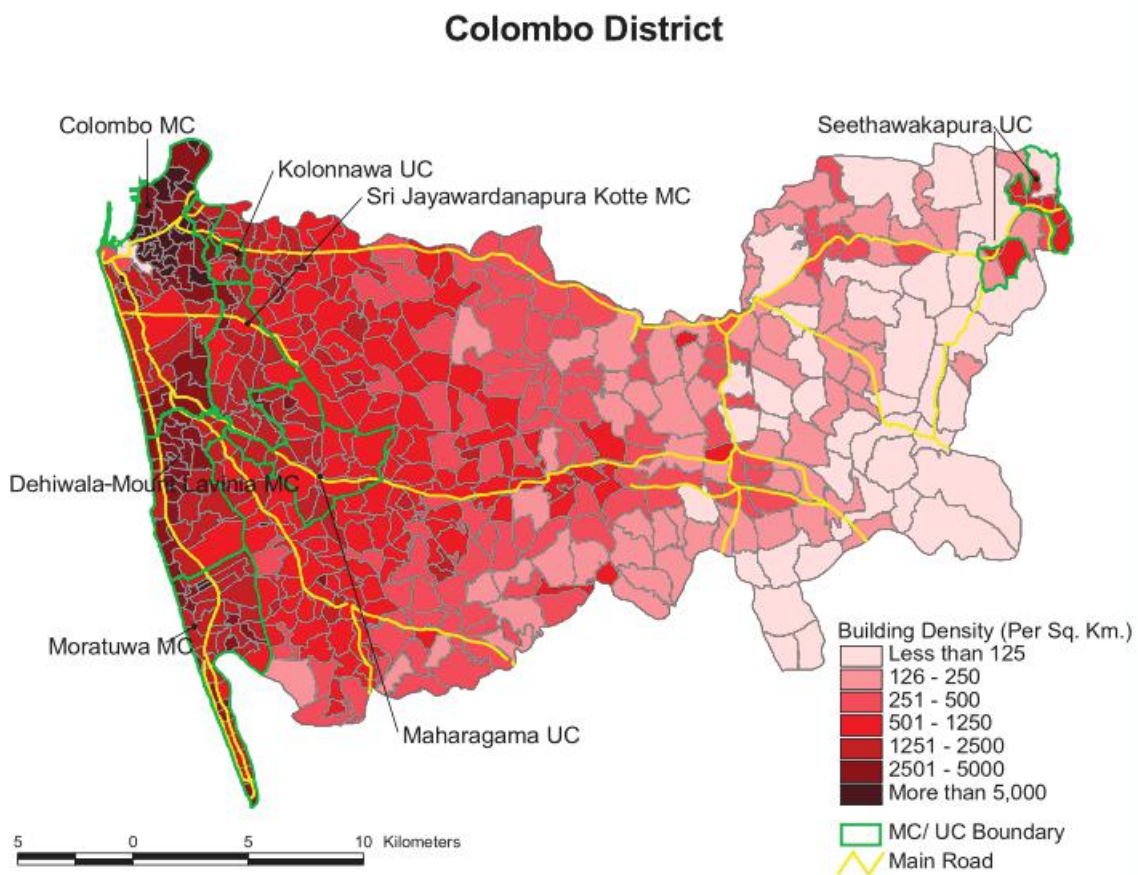 Colombo District
Colombo MC
Seethawakapura UC
Kolonnawa UC
Sri Jayawardanapura Kotte MC
Dehiwala-Mount Lavinia MC
Moratuwa MC
Maharagama UC
Building Density (Per Sq. Km.)
Less than 125
126 - 250
251 - 500
501 - 1250
1251 - 2500
2501 - 5000
More than 5,000
MC/ UC Boundary
Main Road
5 0 5 10 Kilometers